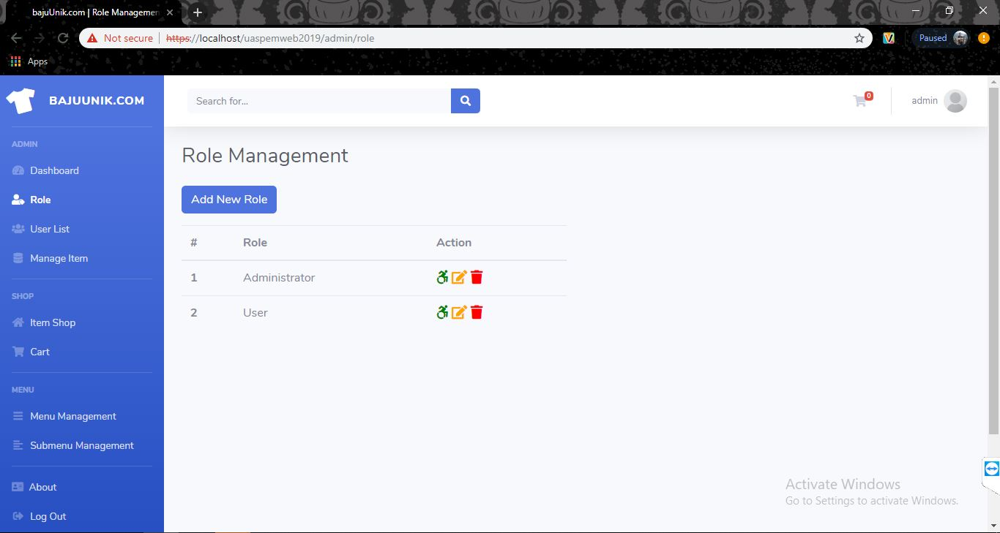 bajuUnik.com | Role Managemen
Not secure https://localhost/uaspemweb2019/admin/role Paused
Apps
BAJUUNIK.COM
Search for...
0
admin
ADMIN
Dashboard
Role
User List
Manage Item
SHOP
Item Shop
Cart
MENU
Menu Management
Submenu Management
About
Log Out
Role Management
Add New Role
# Role Action
1 Administrator
2 User
Activate Windows
Go to Settings to activate Windows.